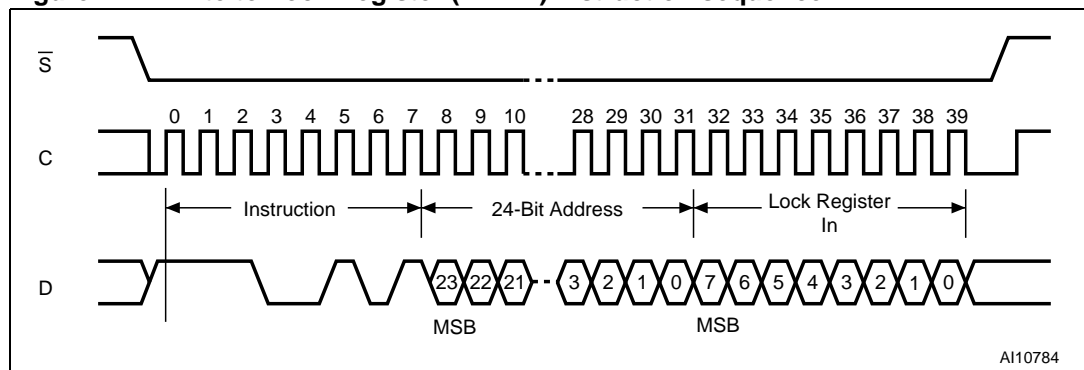 S
0 1 2 3 4 5 6 7 8 9 10 28 29 30 31 32 33 34 35 36 37 38 39
C
Instruction 24-Bit Address Lock Register
In
D 23 22 21 3 2 1 0 7 6 5 4 3 2 1 0
MSB MSB
AI10784